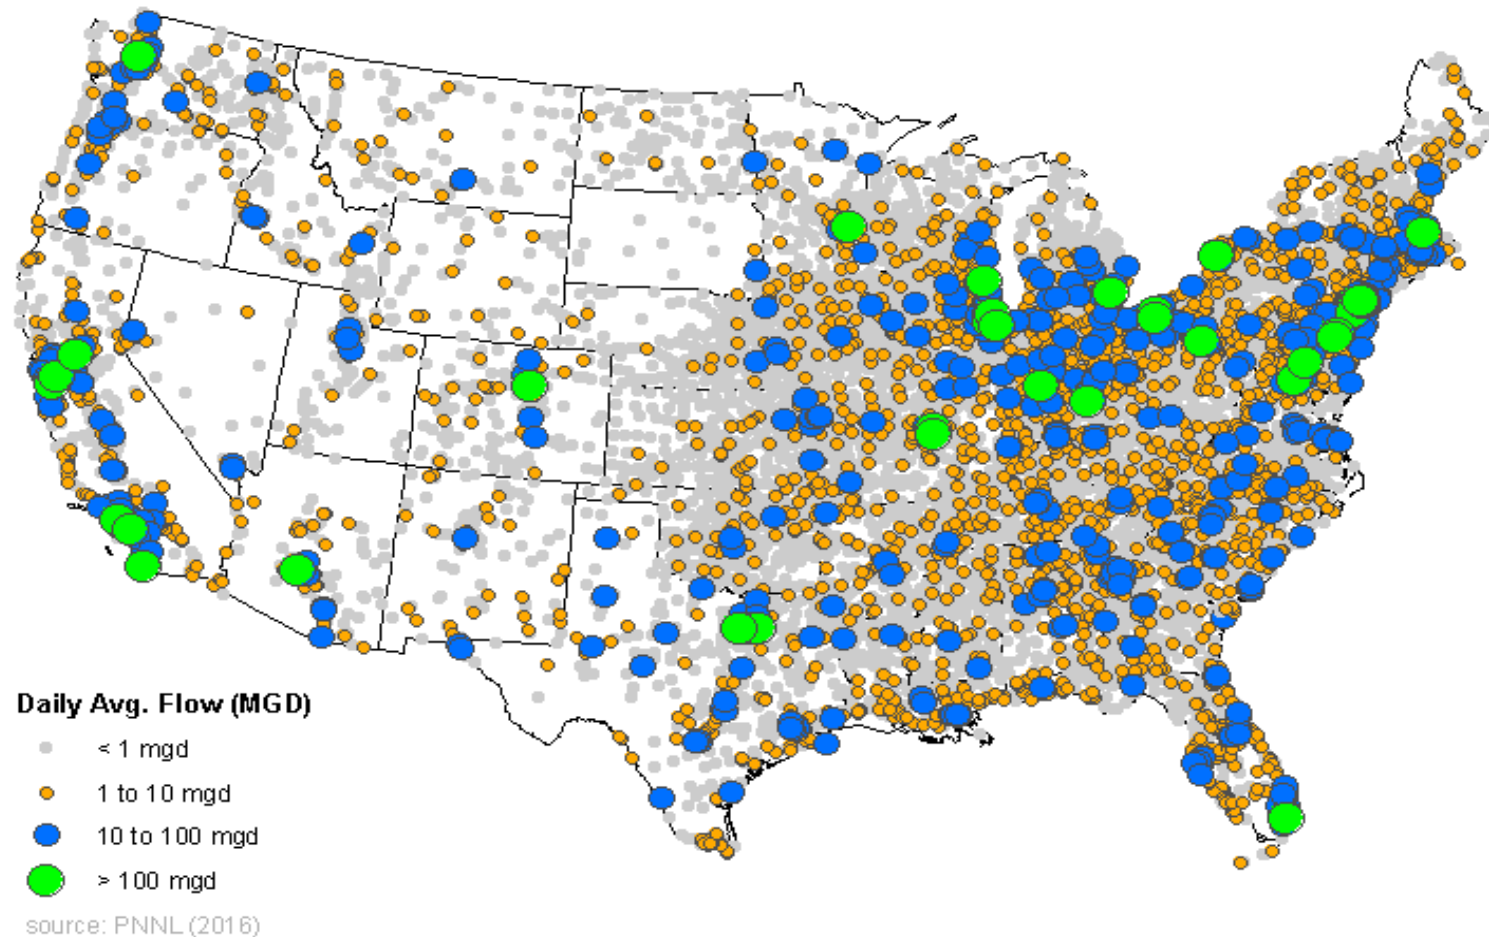 Daily Avg. Flow (MGD)
< 1 mgd
1 to 10 mgd
10 to 100 mgd
> 100 mgd
source: PNNL (2016)